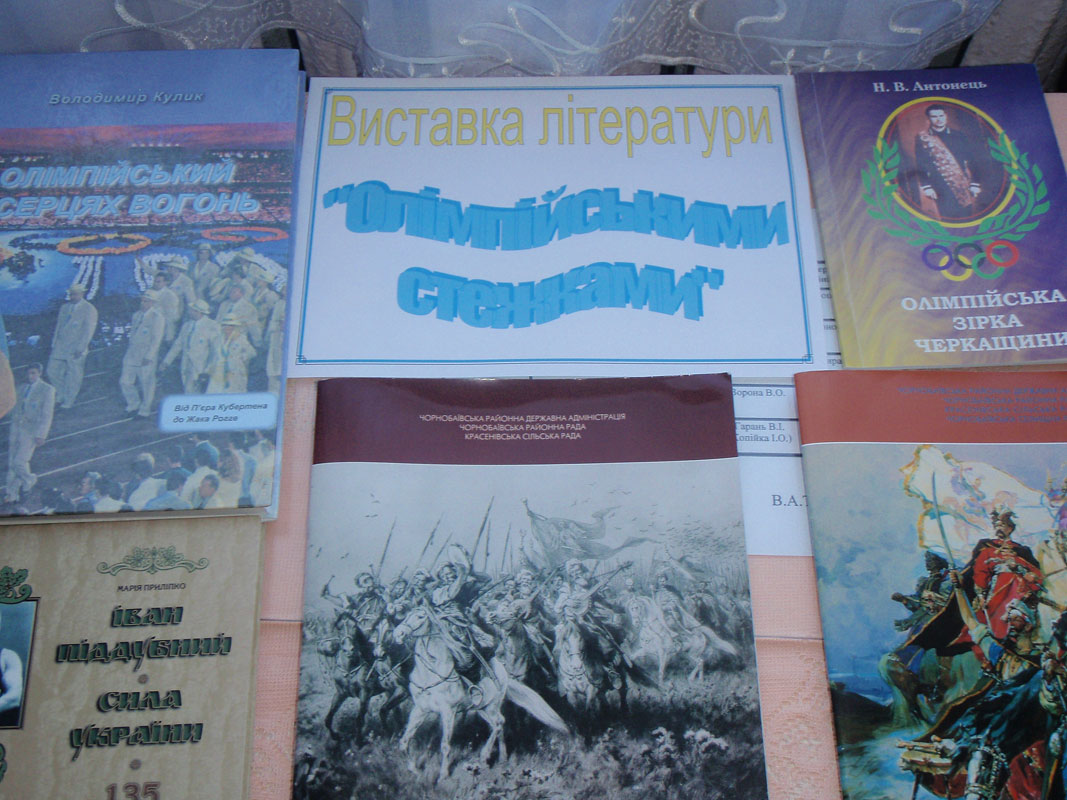 Володимир Кулик
ОЛІМПІЙСЬКИЙ
СЕРЦЯХ ВОГОНЬ
Від П'єра Кубертена
до Жака Рогге
Виставка літератури
"Олімпійськими
стежками"
Н. В. Антонець
ОЛІМПІЙСЬКА
ЗІРКА
ЧЕРКАЩИНИ
Ворона В.О.
Гарань В.І.
Копійка І.О.)
В.А.
ЧОРНОБАЇВСЬКА РАЙОННА ДЕРЖАВНА АДМІНІСТРАЦІЯ
ЧОРНОБАЇВСЬКА РАЙОННА РАДА
КРАСЕНІВСЬКА СІЛЬСЬКА РАДА
МАРІЯ ПРИЛІПКО
ІВАН
ПІДДУБНИЙ
СИЛА
УКРАЇНИ
135